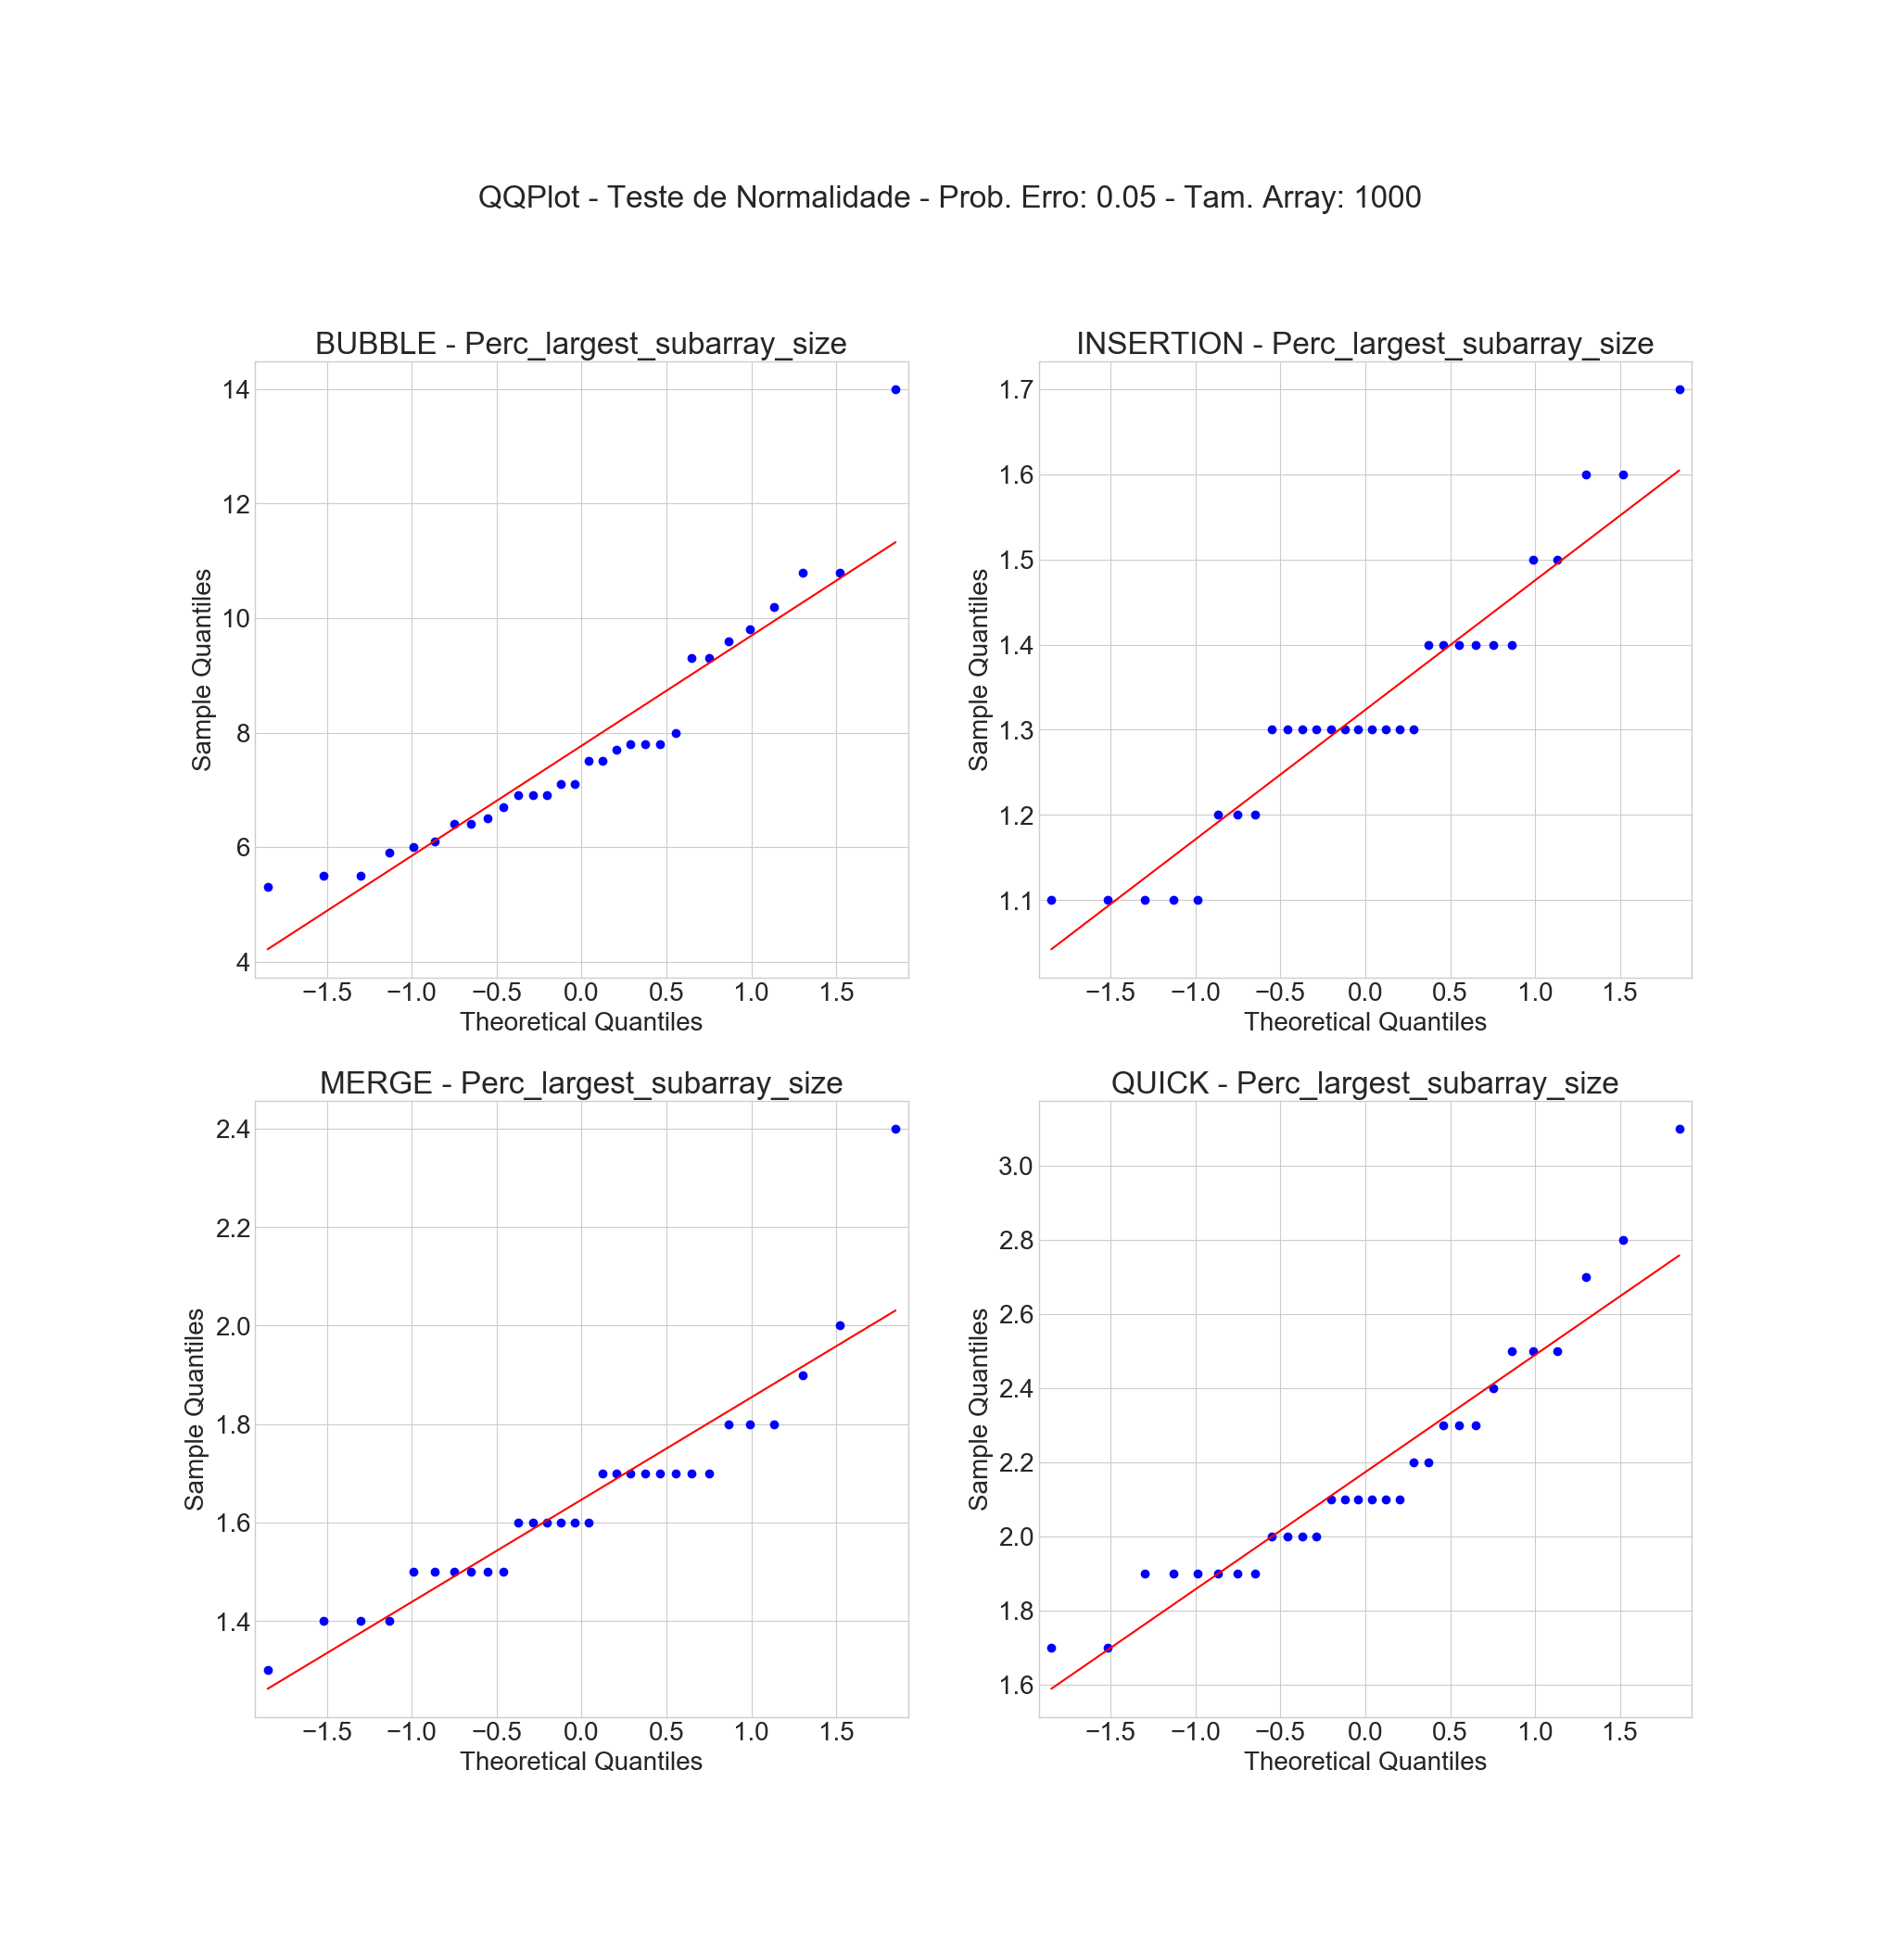 QQPlot - Teste de Normalidade - Prob. Erro: 0.05 - Tam. Array: 1000
BUBBLE - Perc_largest_subarray_size
14
12
10
8
6
4
Sample Quantiles
−1.5 −1.0 −0.5 0.0 0.5 1.0 1.5
Theoretical Quantiles
INSERTION - Perc_largest_subarray_size
1.7
1.6
1.5
1.4
1.3
1.2
1.1
Sample Quantiles
−1.5 −1.0 −0.5 0.0 0.5 1.0 1.5
Theoretical Quantiles
MERGE - Perc_largest_subarray_size
2.4
2.2
2.0
1.8
1.6
1.4
Sample Quantiles
−1.5 −1.0 −0.5 0.0 0.5 1.0 1.5
Theoretical Quantiles
QUICK - Perc_largest_subarray_size
3.0
2.8
2.6
2.4
2.2
2.0
1.8
1.6
Sample Quantiles
−1.5 −1.0 −0.5 0.0 0.5 1.0 1.5
Theoretical Quantiles